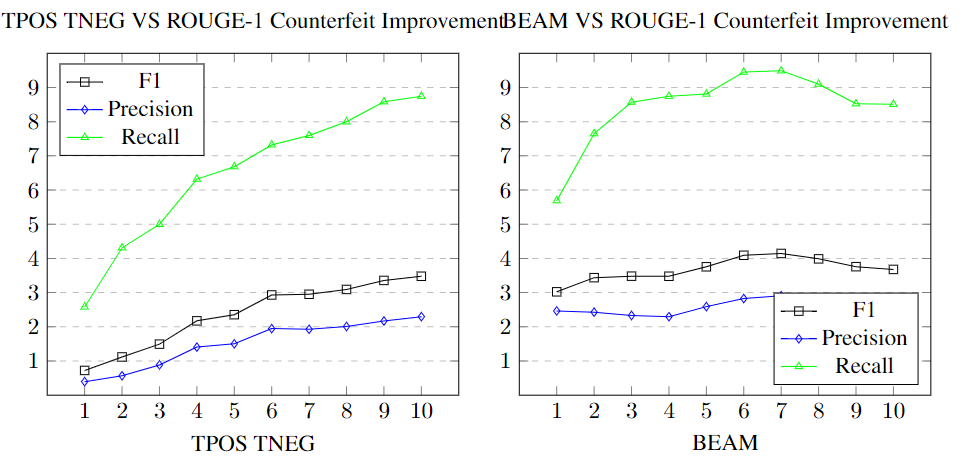 TPOS TNEG VS ROUGE-1 Counterfeit Improvement
F1
Precision
Recall
9
8
7
6
5
4
3
2
1
1 2 3 4 5 6 7 8 9 10
TPOS TNEG
BEAM VS ROUGE-1 Counterfeit Improvement
9
8
7
6
5
4
3
2
1
F1
Precision
Recall
1 2 3 4 5 6 7 8 9 10
BEAM